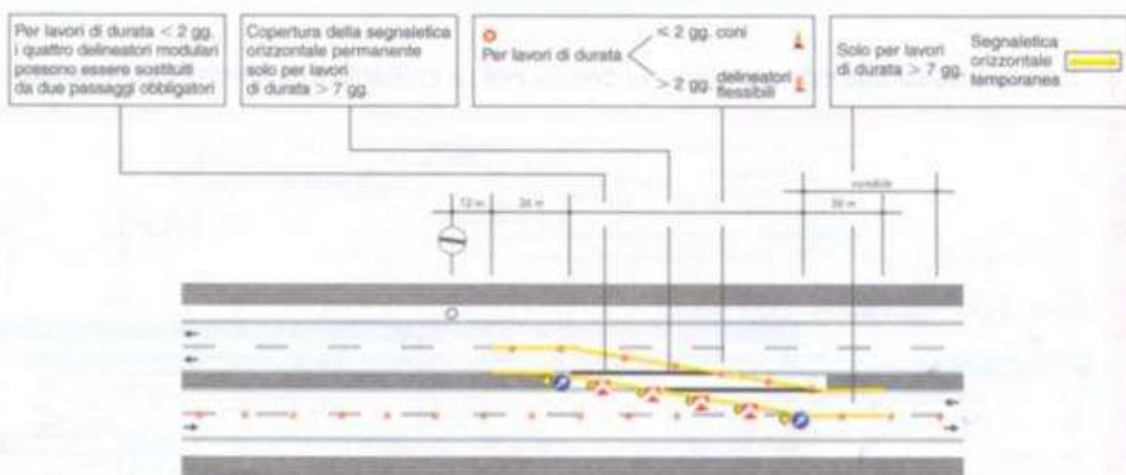 Per lavori di durata < 2 gg.
i quattro delineatori modulari
possono essere sostituiti
da due passaggi obbligatori
Copertura della segnaletica
orizzontale permanente
solo per lavori
di durata > 7 gg.
Per lavori di durata
< 2 gg. coni
> 2 gg. delineatori
flessibili
Solo per lavori
di durata > 7 gg.
Segnaletica
orizzontale
temporanea
12 m
36 m
variabile
36 m